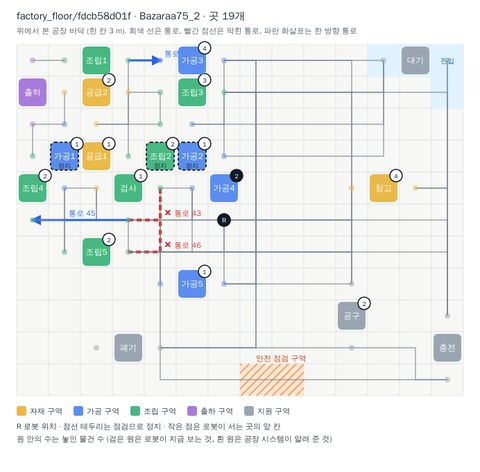 factory_floor/fdcb58d01f · Bazaraa75_2 · 곳 19개
위에서 본 공장 바닥 (한 칸 3 m). 회색 선은 통로, 빨간 점선은 막힌 통로, 파란 화살표는 한 방향 통로
조립1
통로
가공3
4
대기
진입
출하
공급2
2
조립3
2
가공1
정지
1
공급1
1
조립2
정지
2
가공2
정지
1
조립4
2
검사
1
가공4
2
창고
4
통로 45
✕ 통로 43
R
조립5
2
✕ 통로 46
가공5
1
공구
2
폐기
충전
안전 점검 구역
자재 구역
가공 구역
조립 구역
출하 구역
지원 구역
R 로봇 위치 · 점선 테두리는 점검으로 정지 · 작은 점은 로봇이 서는 곳의 앞 칸
원 안의 수는 놓인 물건 수 (검은 원은 로봇이 지금 보는 것, 흰 원은 공장 시스템이 알려 준 것)